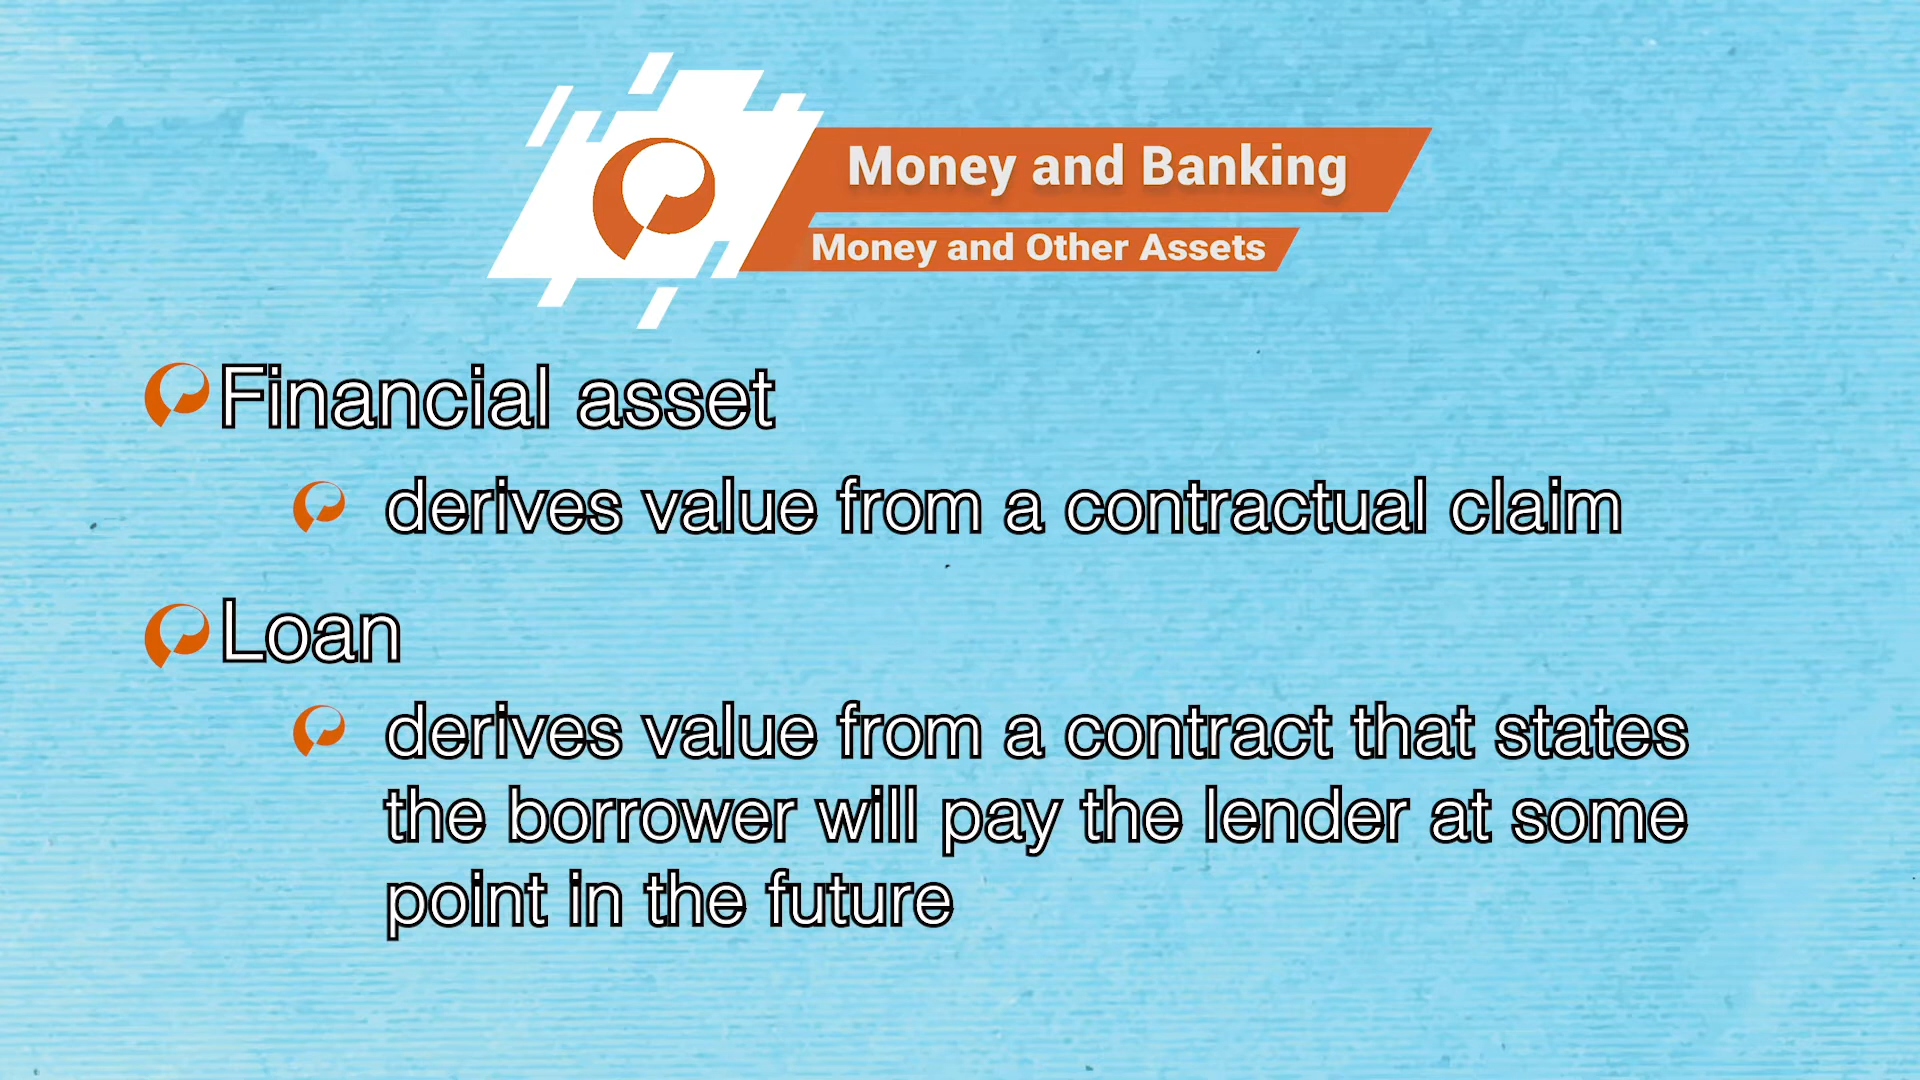 Money and Banking
Money and Other Assets
Financial asset
derives value from a contractual claim
Loan
derives value from a contract that states
the borrower will pay the lender at some
point in the future